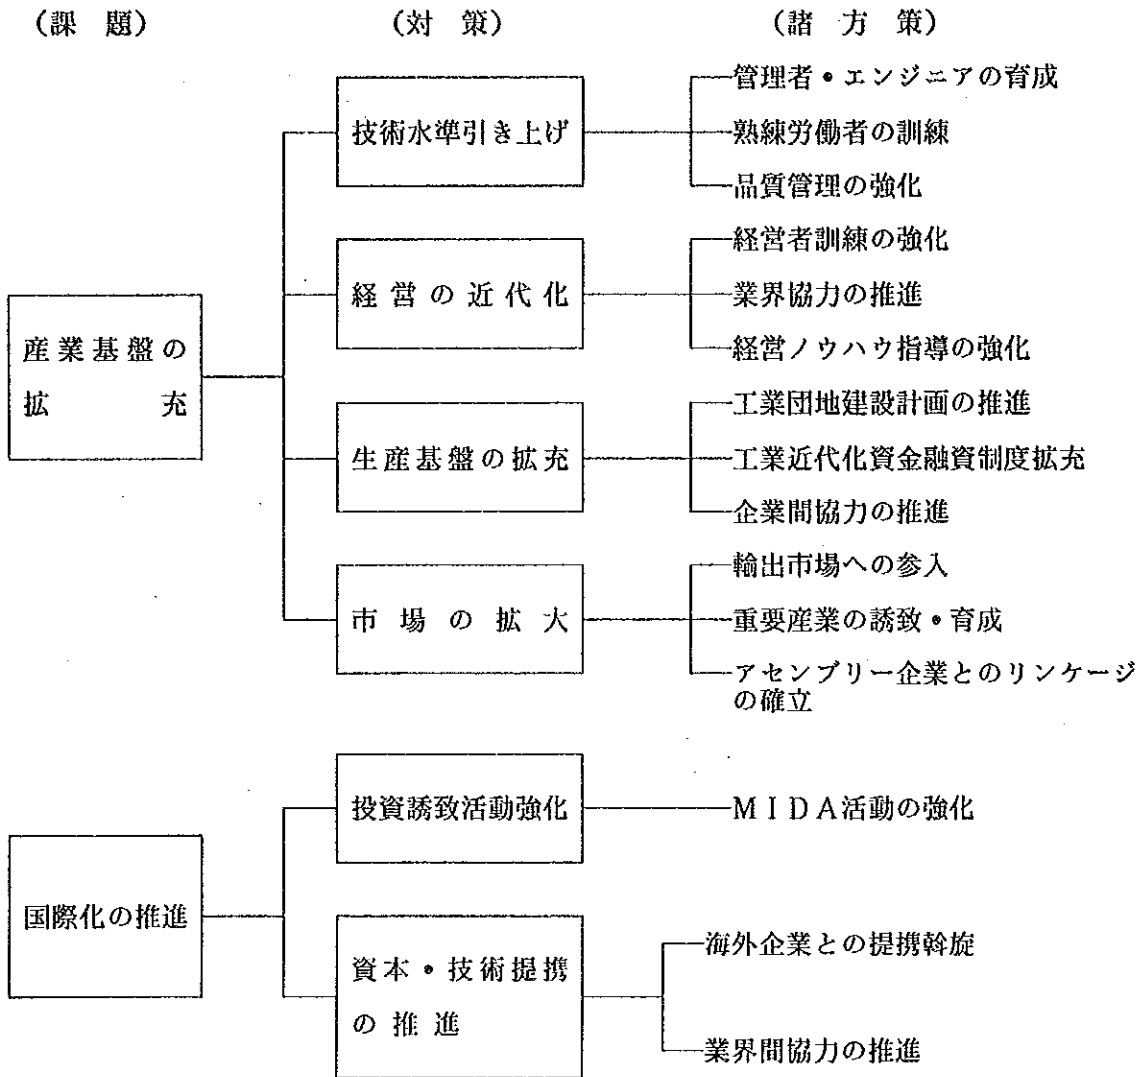 (課題) (対策) (諸方策)
技術水準引き上げ
管理者・エンジニアの育成
熟練労働者の訓練
品質管理の強化
産業基盤の
拡充
経営の近代化
経営者訓練の強化
業界協力の推進
経営ノウハウ指導の強化
生産基盤の拡充
工業団地建設計画の推進
工業近代化資金融資制度拡充
企業間協力の推進
市場の拡大
輸出市場への参入
重要産業の誘致・育成
アセンブリー企業とのリンケージ
の確立
国際化の推進
投資誘致活動強化
MIDA活動の強化
資本・技術提携
の推進
海外企業との提携斡旋
業界間協力の推進